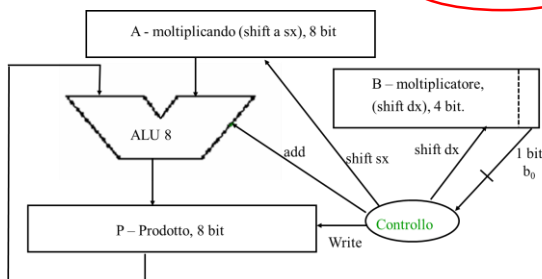 A - moltiplicando (shift a sx), 8 bit
B – moltiplicatore,
(shift dx), 4 bit.
ALU 8
add
shift sx
shift dx
1 bit
b0
P – Prodotto, 8 bit
Controllo
Write